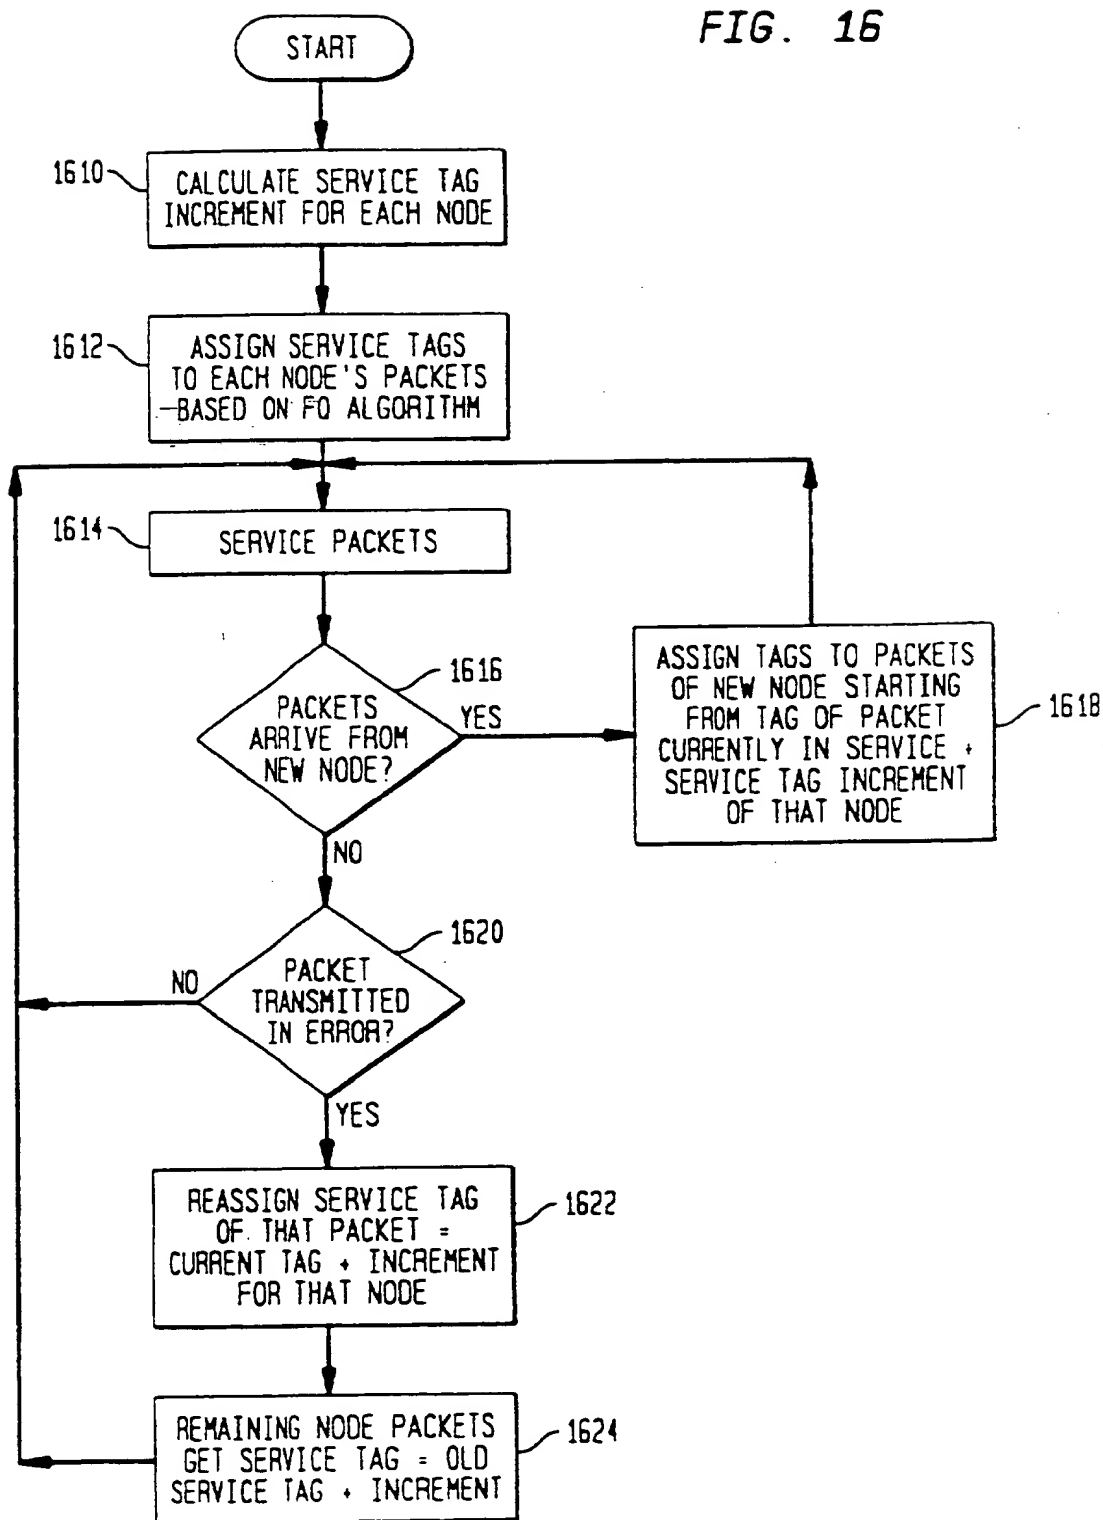 FIG. 16
START
1610
CALCULATE SERVICE TAG
INCREMENT FOR EACH NODE
1612
ASSIGN SERVICE TAGS
TO EACH NODE'S PACKETS
BASED ON FQ ALGORITHM
1614
SERVICE PACKETS
1616
PACKETS
ARRIVE FROM
NEW NODE?
YES
NO
ASSIGN TAGS TO PACKETS
OF NEW NODE STARTING
FROM TAG OF PACKET
CURRENTLY IN SERVICE +
SERVICE TAG INCREMENT
OF THAT NODE
1618
1620
PACKET
TRANSMITTED
IN ERROR?
NO
YES
REASSIGN SERVICE TAG
OF THAT PACKET =
CURRENT TAG + INCREMENT
FOR THAT NODE
1622
REMAINING NODE PACKETS
GET SERVICE TAG = OLD
SERVICE TAG + INCREMENT
1624